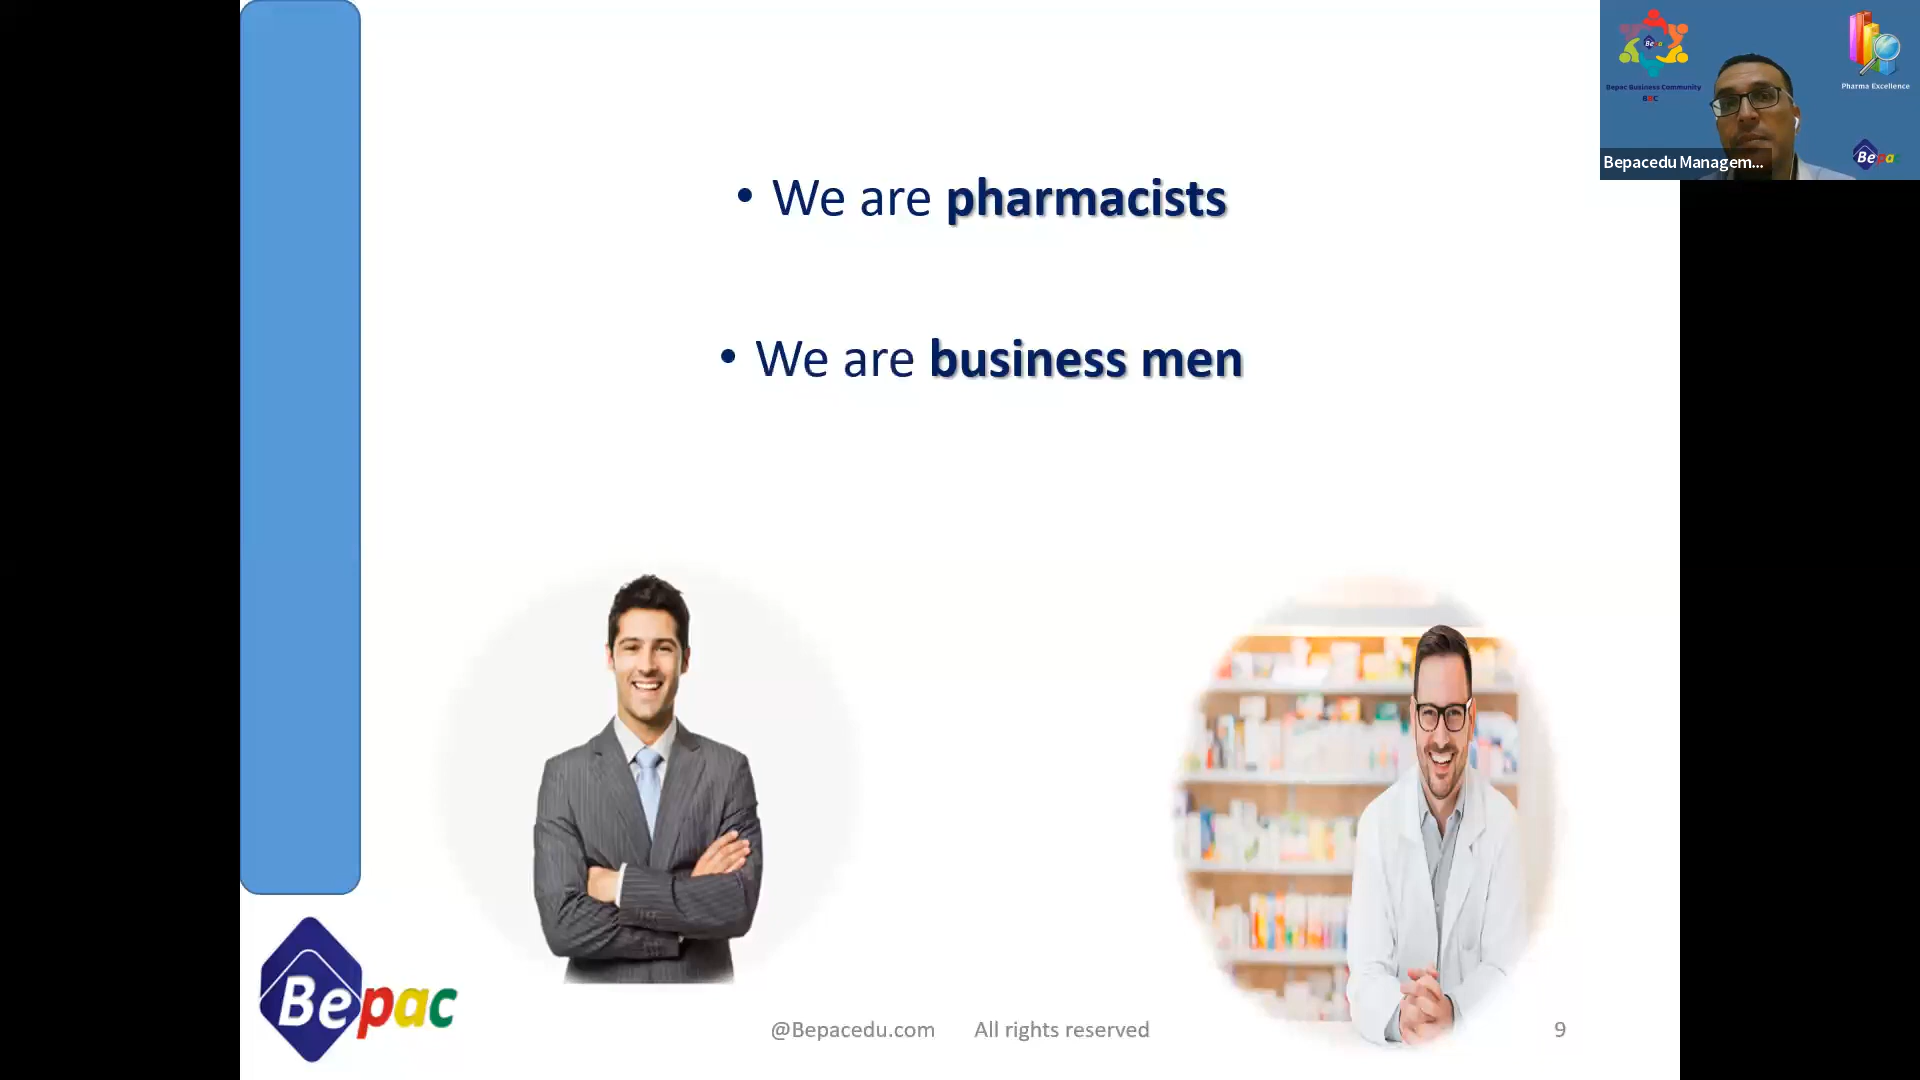 • We are pharmacists
• We are business men
Bepac
@Bepacedu.com All rights reserved
9
Bepac Business Community
BBC
Pharma Excellence
Bepacedu Managem...
Bepac